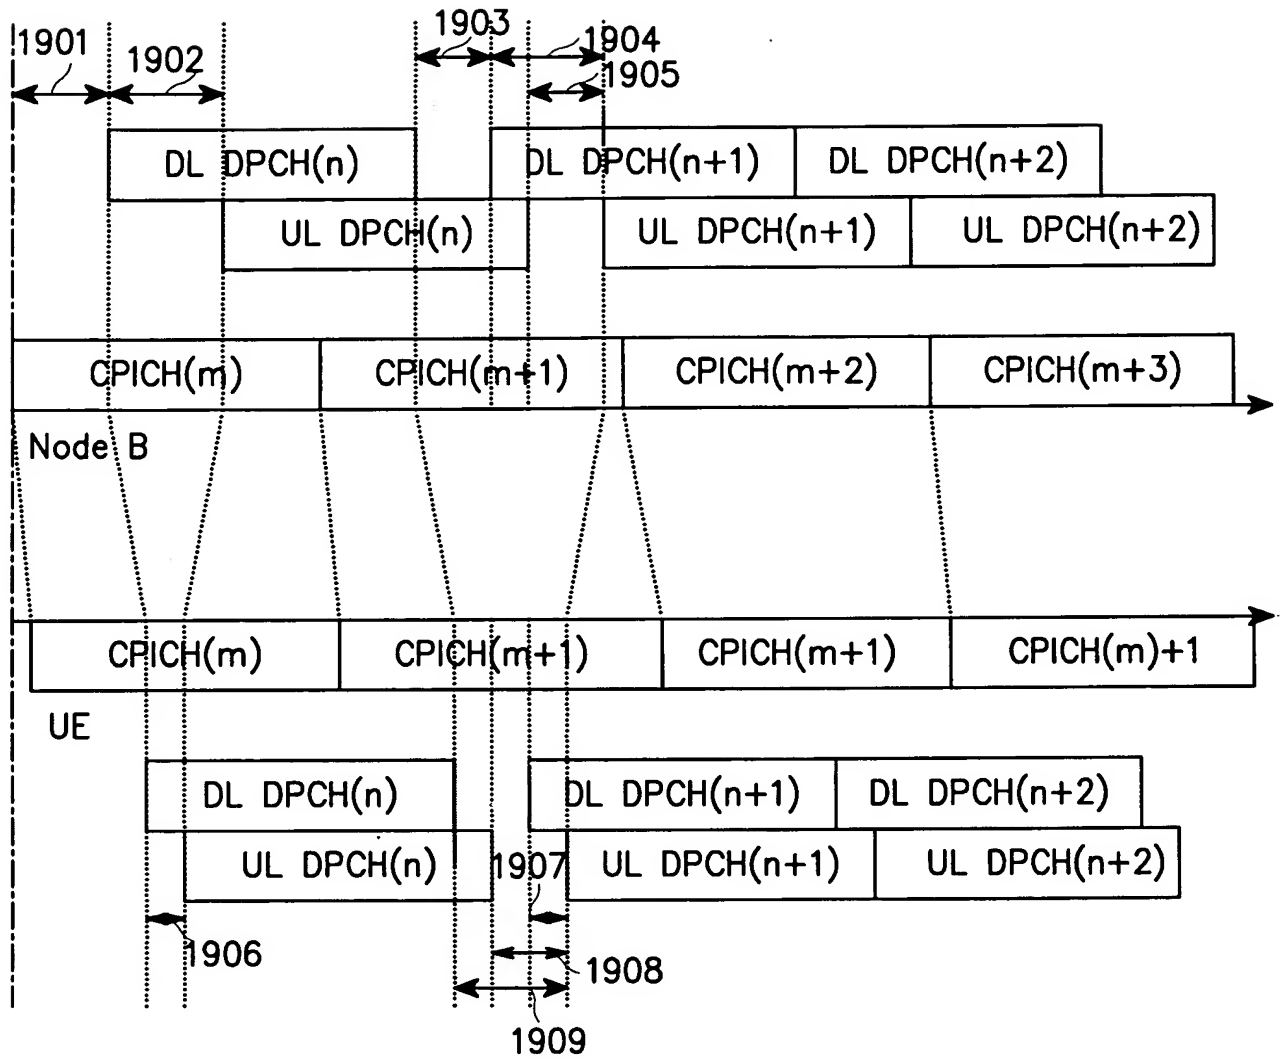 1901
1902
1903
1904
1905
DL DPCH(n)
DL DPCH(n+1)
DL DPCH(n+2)
UL DPCH(n)
UL DPCH(n+1)
UL DPCH(n+2)
CPICH(m)
CPICH(m+1)
CPICH(m+2)
CPICH(m+3)
Node B
CPICH(m)
CPICH(m+1)
CPICH(m+1)
CPICH(m)+1
UE
DL DPCH(n)
DL DPCH(n+1)
DL DPCH(n+2)
UL DPCH(n)
1907
UL DPCH(n+1)
UL DPCH(n+2)
1906
1908
1909